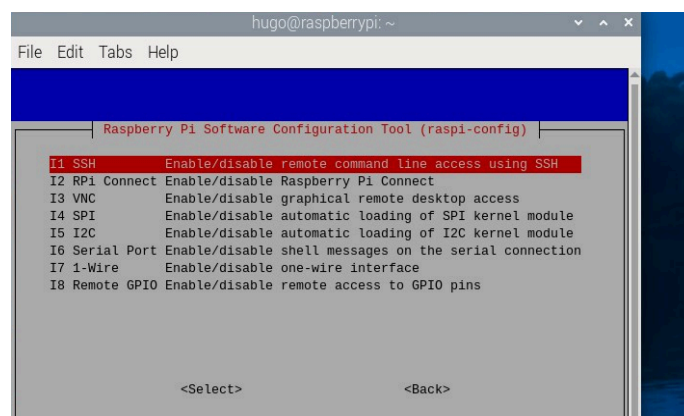 hugo@raspberrypi: ~
File Edit Tabs Help
Raspberry Pi Software Configuration Tool (raspi-config)
I1 SSH Enable/disable remote command line access using SSH
I2 RPi Connect Enable/disable Raspberry Pi Connect
I3 VNC Enable/disable graphical remote desktop access
I4 SPI Enable/disable automatic loading of SPI kernel module
I5 I2C Enable/disable automatic loading of I2C kernel module
I6 Serial Port Enable/disable shell messages on the serial connection
I7 1-Wire Enable/disable one-wire interface
I8 Remote GPIO Enable/disable remote access to GPIO pins
<Select> <Back>